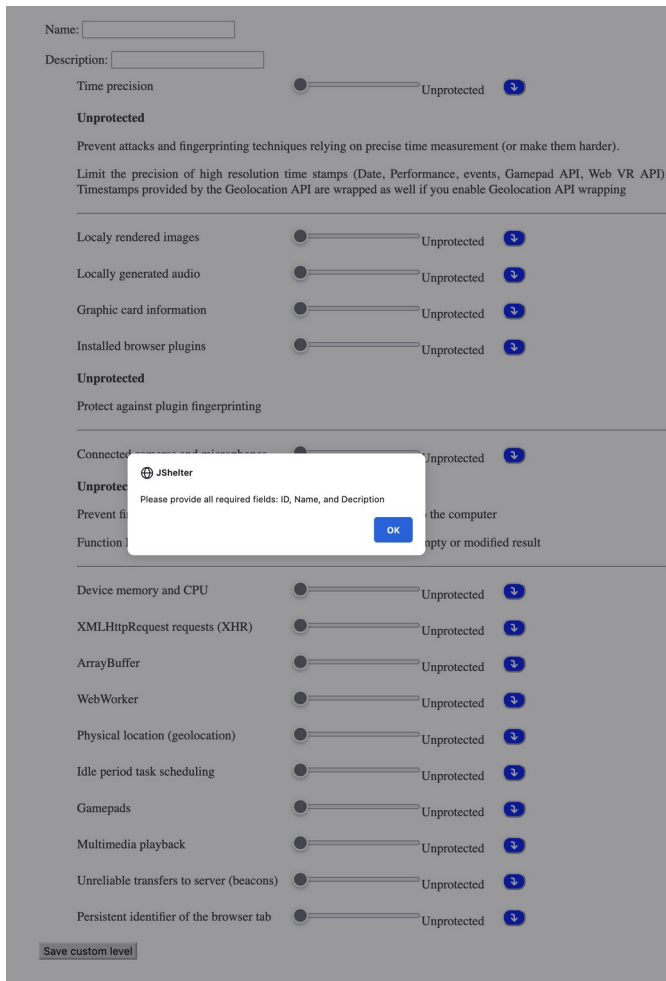 Name:
Description:
Time precision Unprotected
Unprotected
Prevent attacks and fingerprinting techniques relying on precise time measurement (or make them harder).
Limit the precision of high resolution time stamps (Date, Performance, events, Gamepad API, Web VR API)
Timestamps provided by the Geolocation API are wrapped as well if you enable Geolocation API wrapping
Localy rendered images Unprotected
Locally generated audio Unprotected
Graphic card information Unprotected
Installed browser plugins Unprotected
Unprotected
Protect against plugin fingerprinting
Connected cameras and microphones Unprotected
JShelter
Please provide all required fields: ID, Name, and Decription
OK
Prevent the computer
Function or modified result
Device memory and CPU Unprotected
XMLHttpRequest requests (XHR) Unprotected
ArrayBuffer Unprotected
WebWorker Unprotected
Physical location (geolocation) Unprotected
Idle period task scheduling Unprotected
Gamepads Unprotected
Multimedia playback Unprotected
Unreliable transfers to server (beacons) Unprotected
Persistent identifier of the browser tab Unprotected
Save custom level